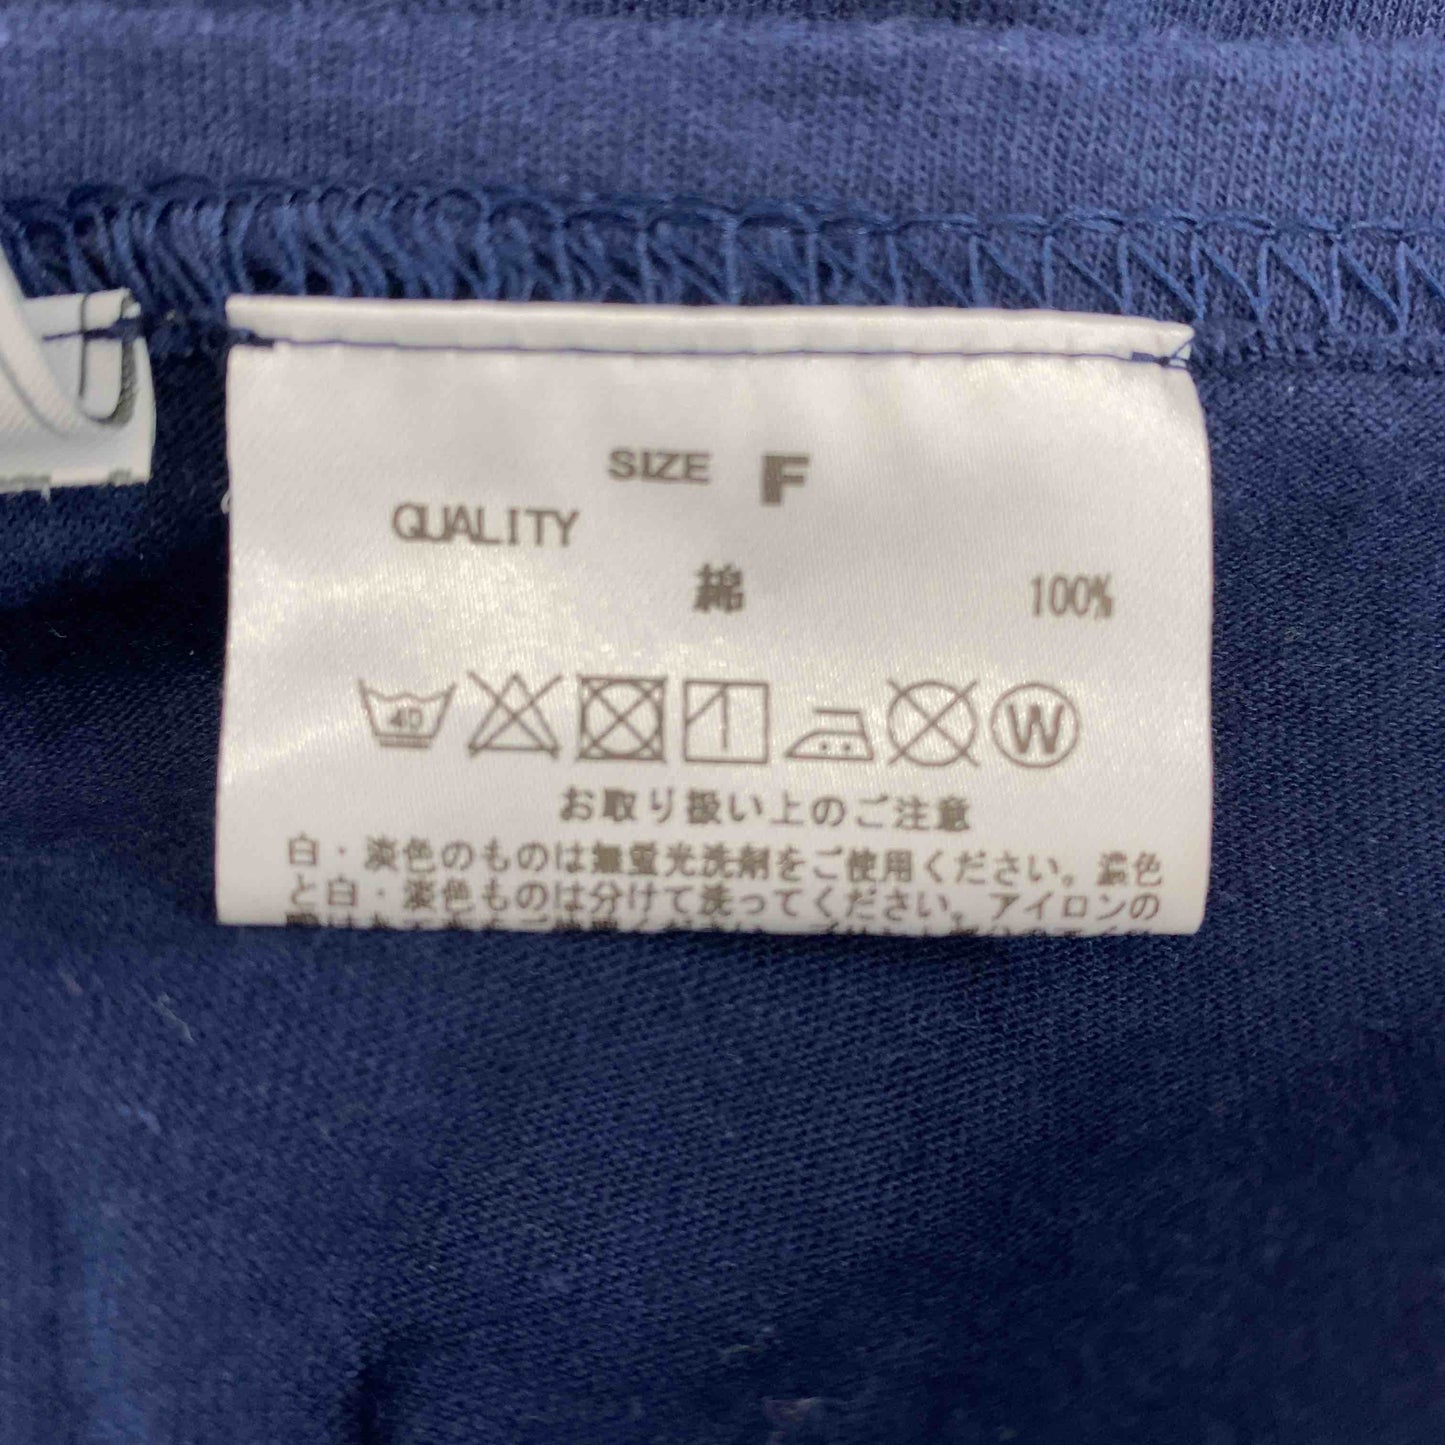 SIZE F
QUALITY
綿 100%
40 W
お取り扱い上のご注意
白・淡色のものは無蛍光洗剤をご使用ください。濃色
と白・淡色ものは分けて洗ってください。アイロンの